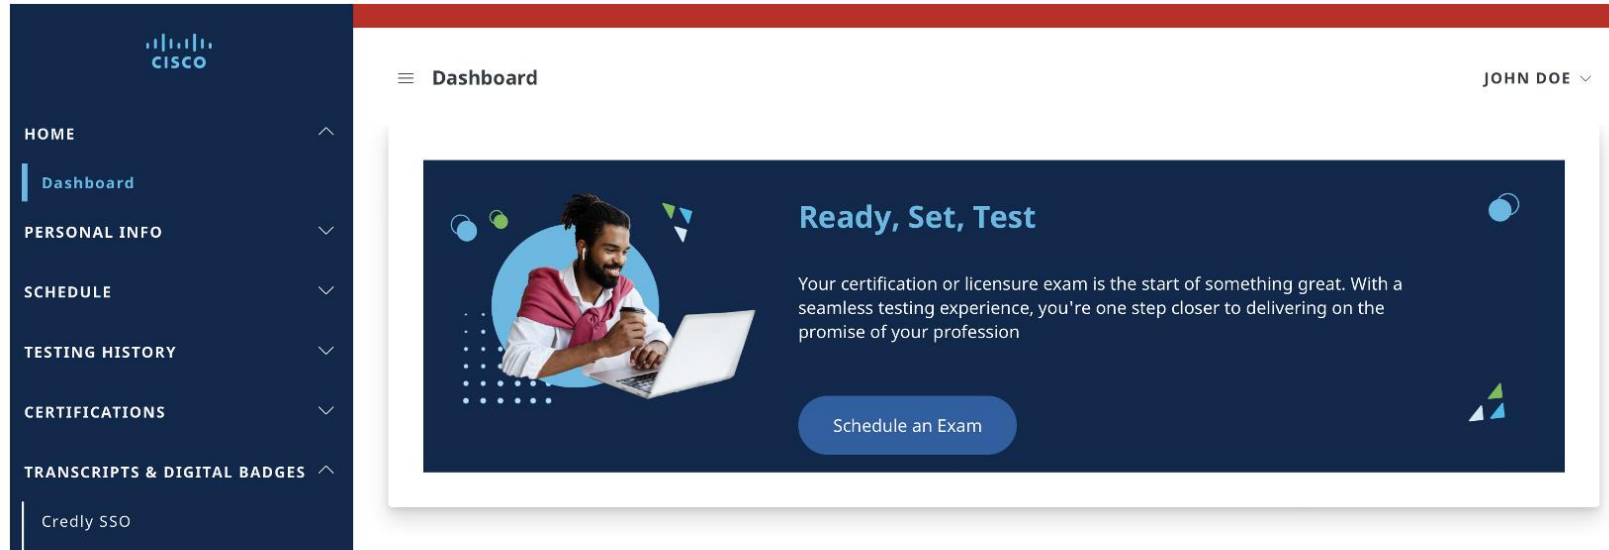 CISCO
HOME
Dashboard
PERSONAL INFO
SCHEDULE
TESTING HISTORY
CERTIFICATIONS
TRANSCRIPTS & DIGITAL BADGES
Credly SSO
Dashboard
JOHN DOE
Ready, Set, Test
Your certification or licensure exam is the start of something great. With a
seamless testing experience, you're one step closer to delivering on the
promise of your profession
Schedule an Exam